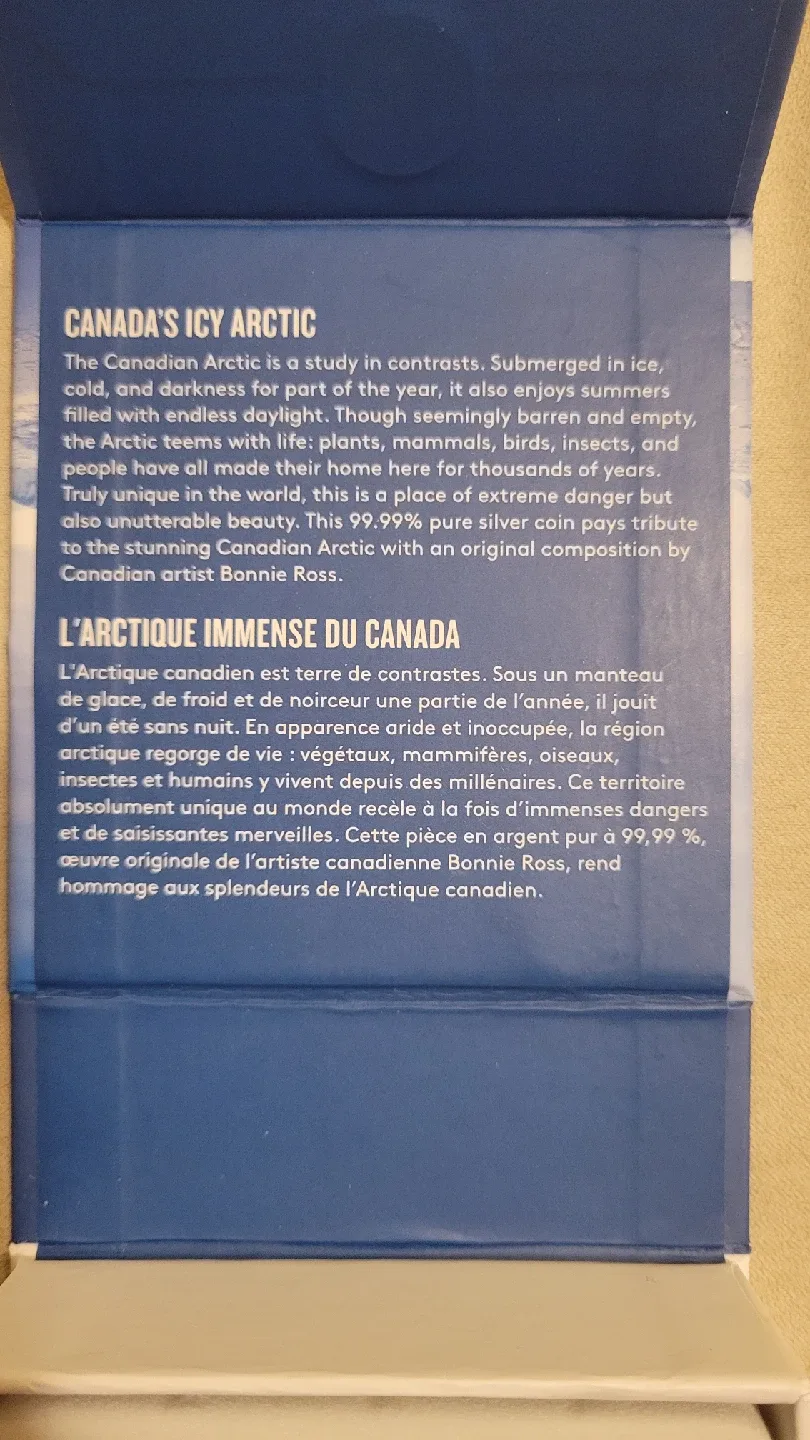 CANADA'S ICY ARCTIC
The Canadian Arctic is a study in contrasts. Submerged in ice,
cold, and darkness for part of the year, it also enjoys summers
filled with endless daylight. Though seemingly barren and empty,
the Arctic teems with life: plants, mammals, birds, insects, and
people have all made their home here for thousands of years.
Truly unique in the world, this is a place of extreme danger but
also unutterable beauty. This 99.99% pure silver coin pays tribute
to the stunning Canadian Arctic with an original composition by
Canadian artist Bonnie Ross.
L'ARCTIQUE IMMENSE DU CANADA
L'Arctique canadien est terre de contrastes. Sous un manteau
de glace, de froid et de noirceur une partie de l'année, il jouit
d'un été sans nuit. En apparence aride et inoccupée, la région
arctique regorge de vie : végétaux, mammifères, oiseaux,
insectes et humains y vivent depuis des millénaires. Ce territoire
absolument unique au monde recèle à la fois d'immenses dangers
et de saisissantes merveilles. Cette pièce en argent pur à 99,99 %,
œuvre originale de l'artiste canadienne Bonnie Ross, rend
hommage aux splendeurs de l'Arctique canadien.